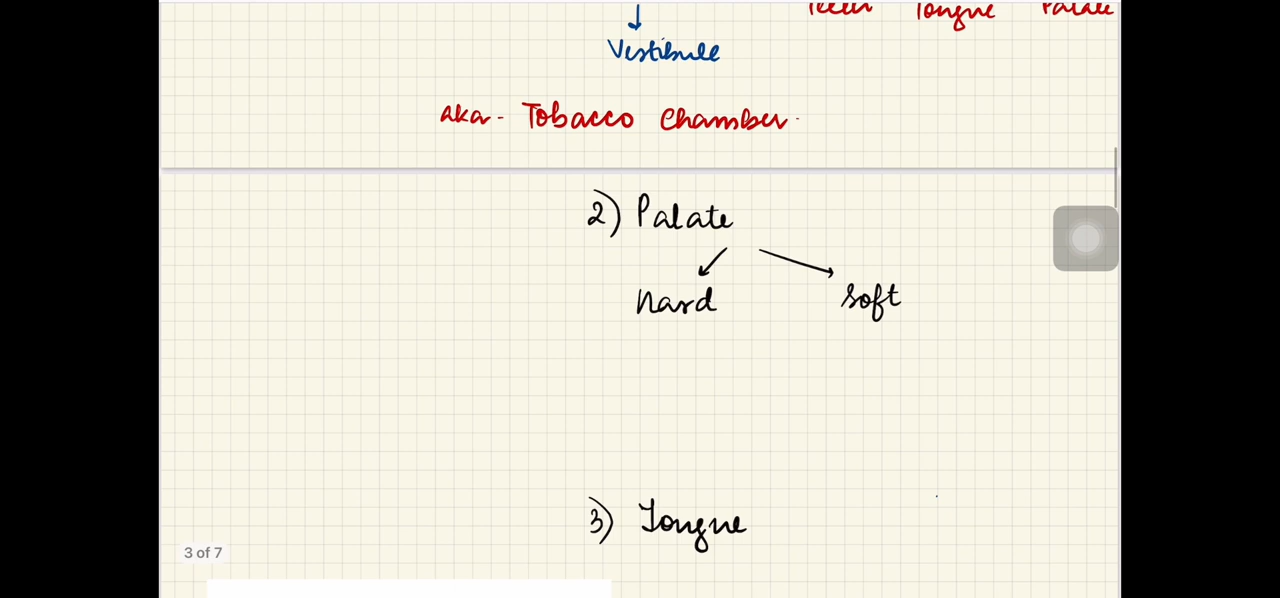 Teeth Tongue Palate
Vestibule
aka - Tobacco Chamber
2) Palate
Hard Soft
3) Tongue
3 of 7